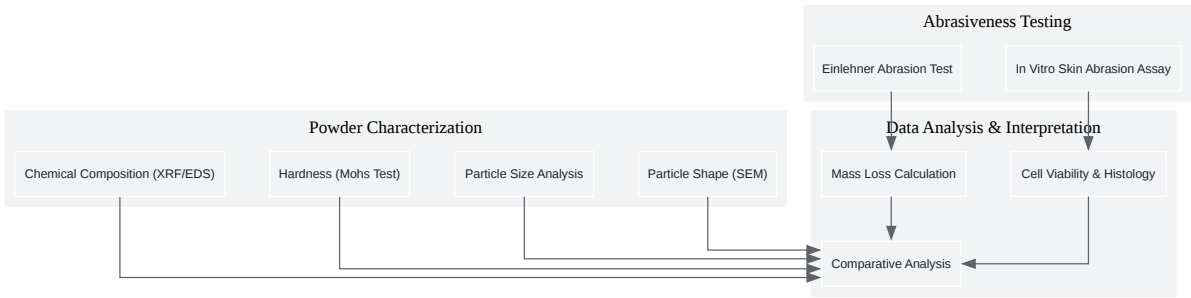 Abrasiveness Testing
Einlehner Abrasion Test
In Vitro Skin Abrasion Assay
Powder Characterization
Data Analysis & Interpretation
Chemical Composition (XRF/EDS)
Hardness (Mohs Test)
Particle Size Analysis
Particle Shape (SEM)
Mass Loss Calculation
Cell Viability & Histology
Comparative Analysis